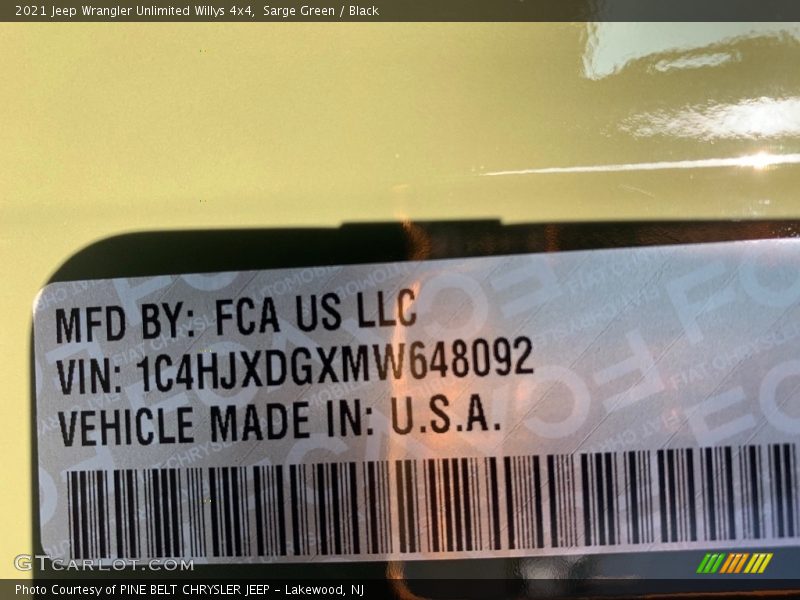 2021 Jeep Wrangler Unlimited Willys 4x4,  Sarge Green / Black
MFD BY: FCA US LLC
VIN: 1C4HJXDGXMW648092
VEHICLE MADE IN: U.S.A.
GTCARLOT.COM
Photo Courtesy of PINE BELT CHRYSLER JEEP - Lakewood, NJ